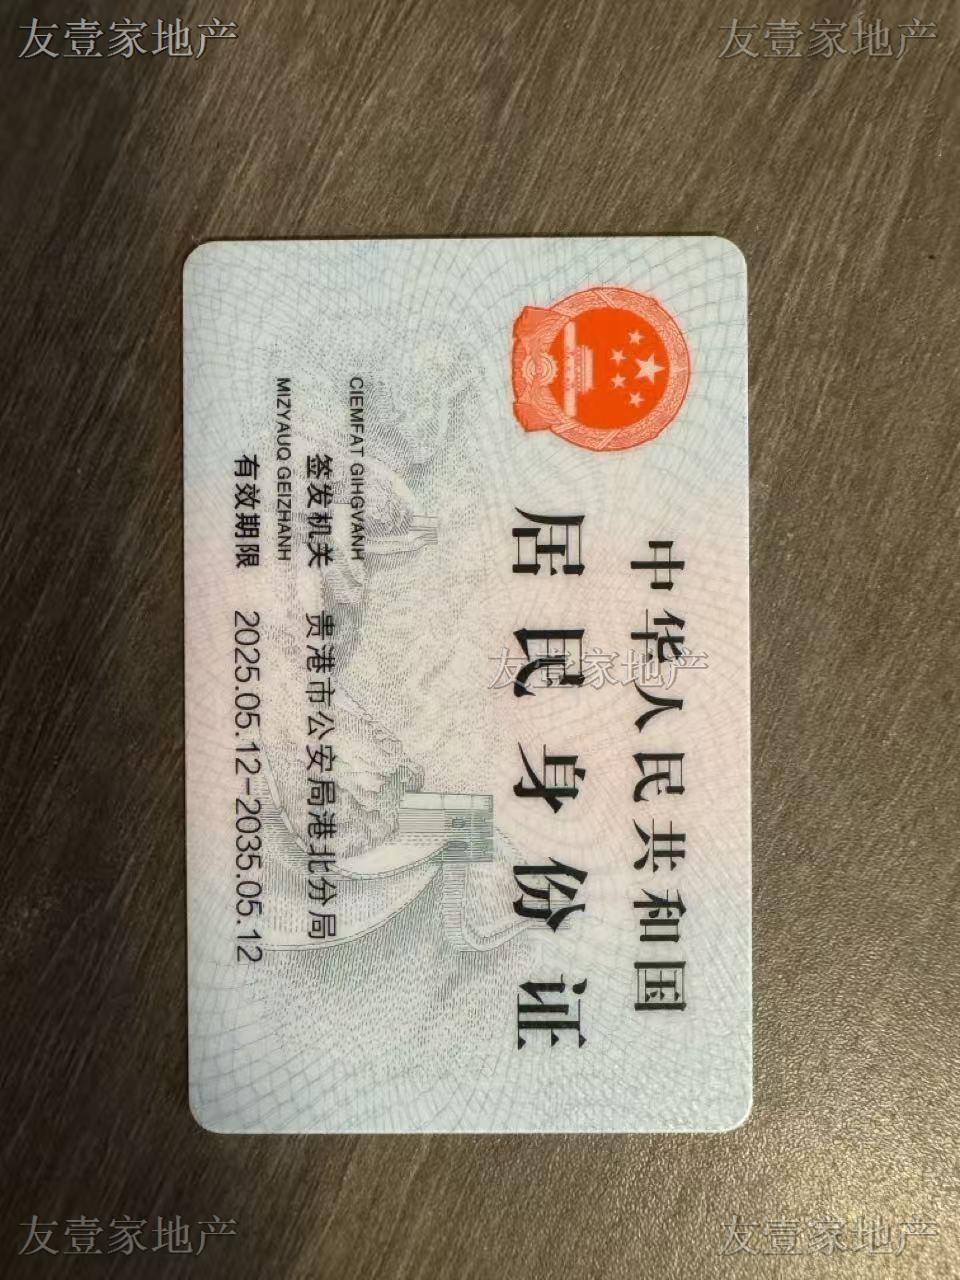 友壹家地产
友壹家地产
中华人民共和国
居民身份证
友壹家地产
CIEMFAT GIHGVANH
签发机关 贵港市公安局港北分局
MIZYAUQ GEIZHANH
有效期限 2025.05.12-2035.05.12
友壹家地产
友壹家地产